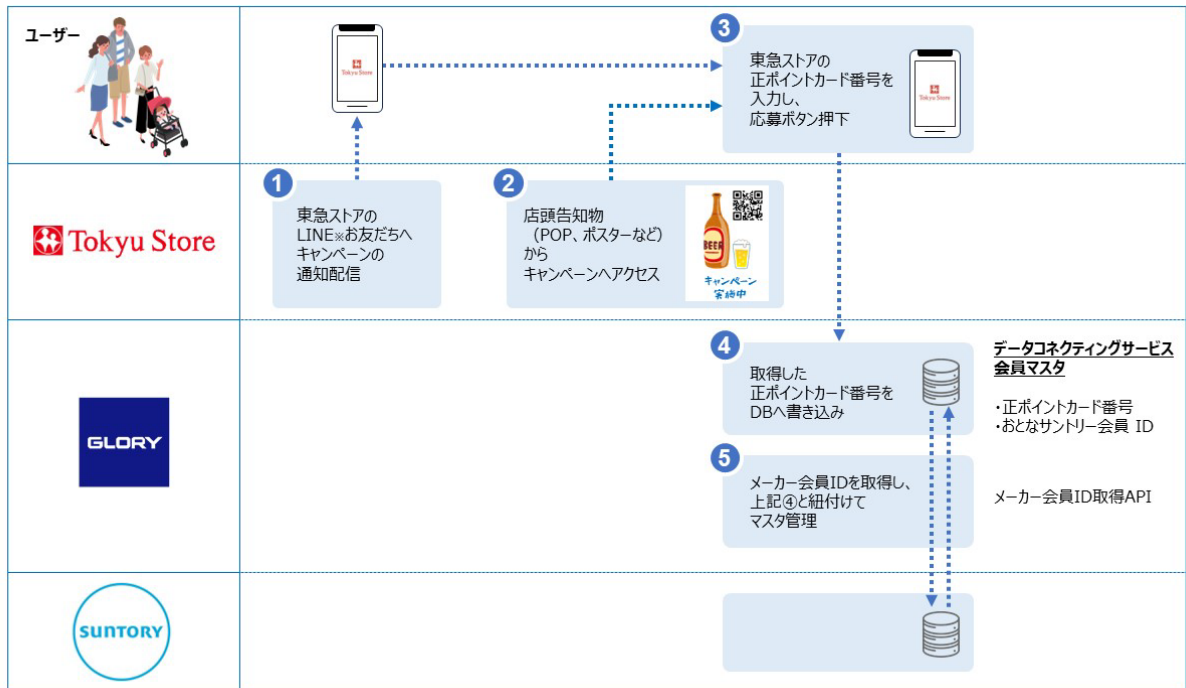 ユーザー
Tokyu Store
3
東急ストアの
正ポイントカード番号を
入力し、
応募ボタン押下
Tokyu Store
Tokyu Store
1
東急ストアの
LINE※お友だちへ
キャンペーンの
通知配信
2
店頭告知物
(POP、ポスターなど)
から
キャンペーンへアクセス
BEER
キャンペーン
実施中
GLORY
4
取得した
正ポイントカード番号を
DBへ書き込み
データコネクティングサービス
会員マスタ
・正ポイントカード番号
・おとなサントリー会員 ID
5
メーカー会員IDを取得し、
上記④と紐付けて
マスタ管理
メーカー会員ID取得API
SUNTORY